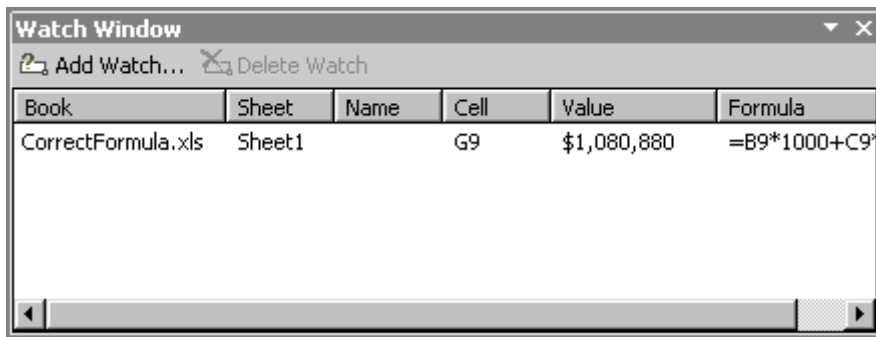 Watch Window
Add Watch... Delete Watch
Book Sheet Name Cell Value Formula
CorrectFormula.xls Sheet1 G9 $1,080,880 =B9*1000+C9*